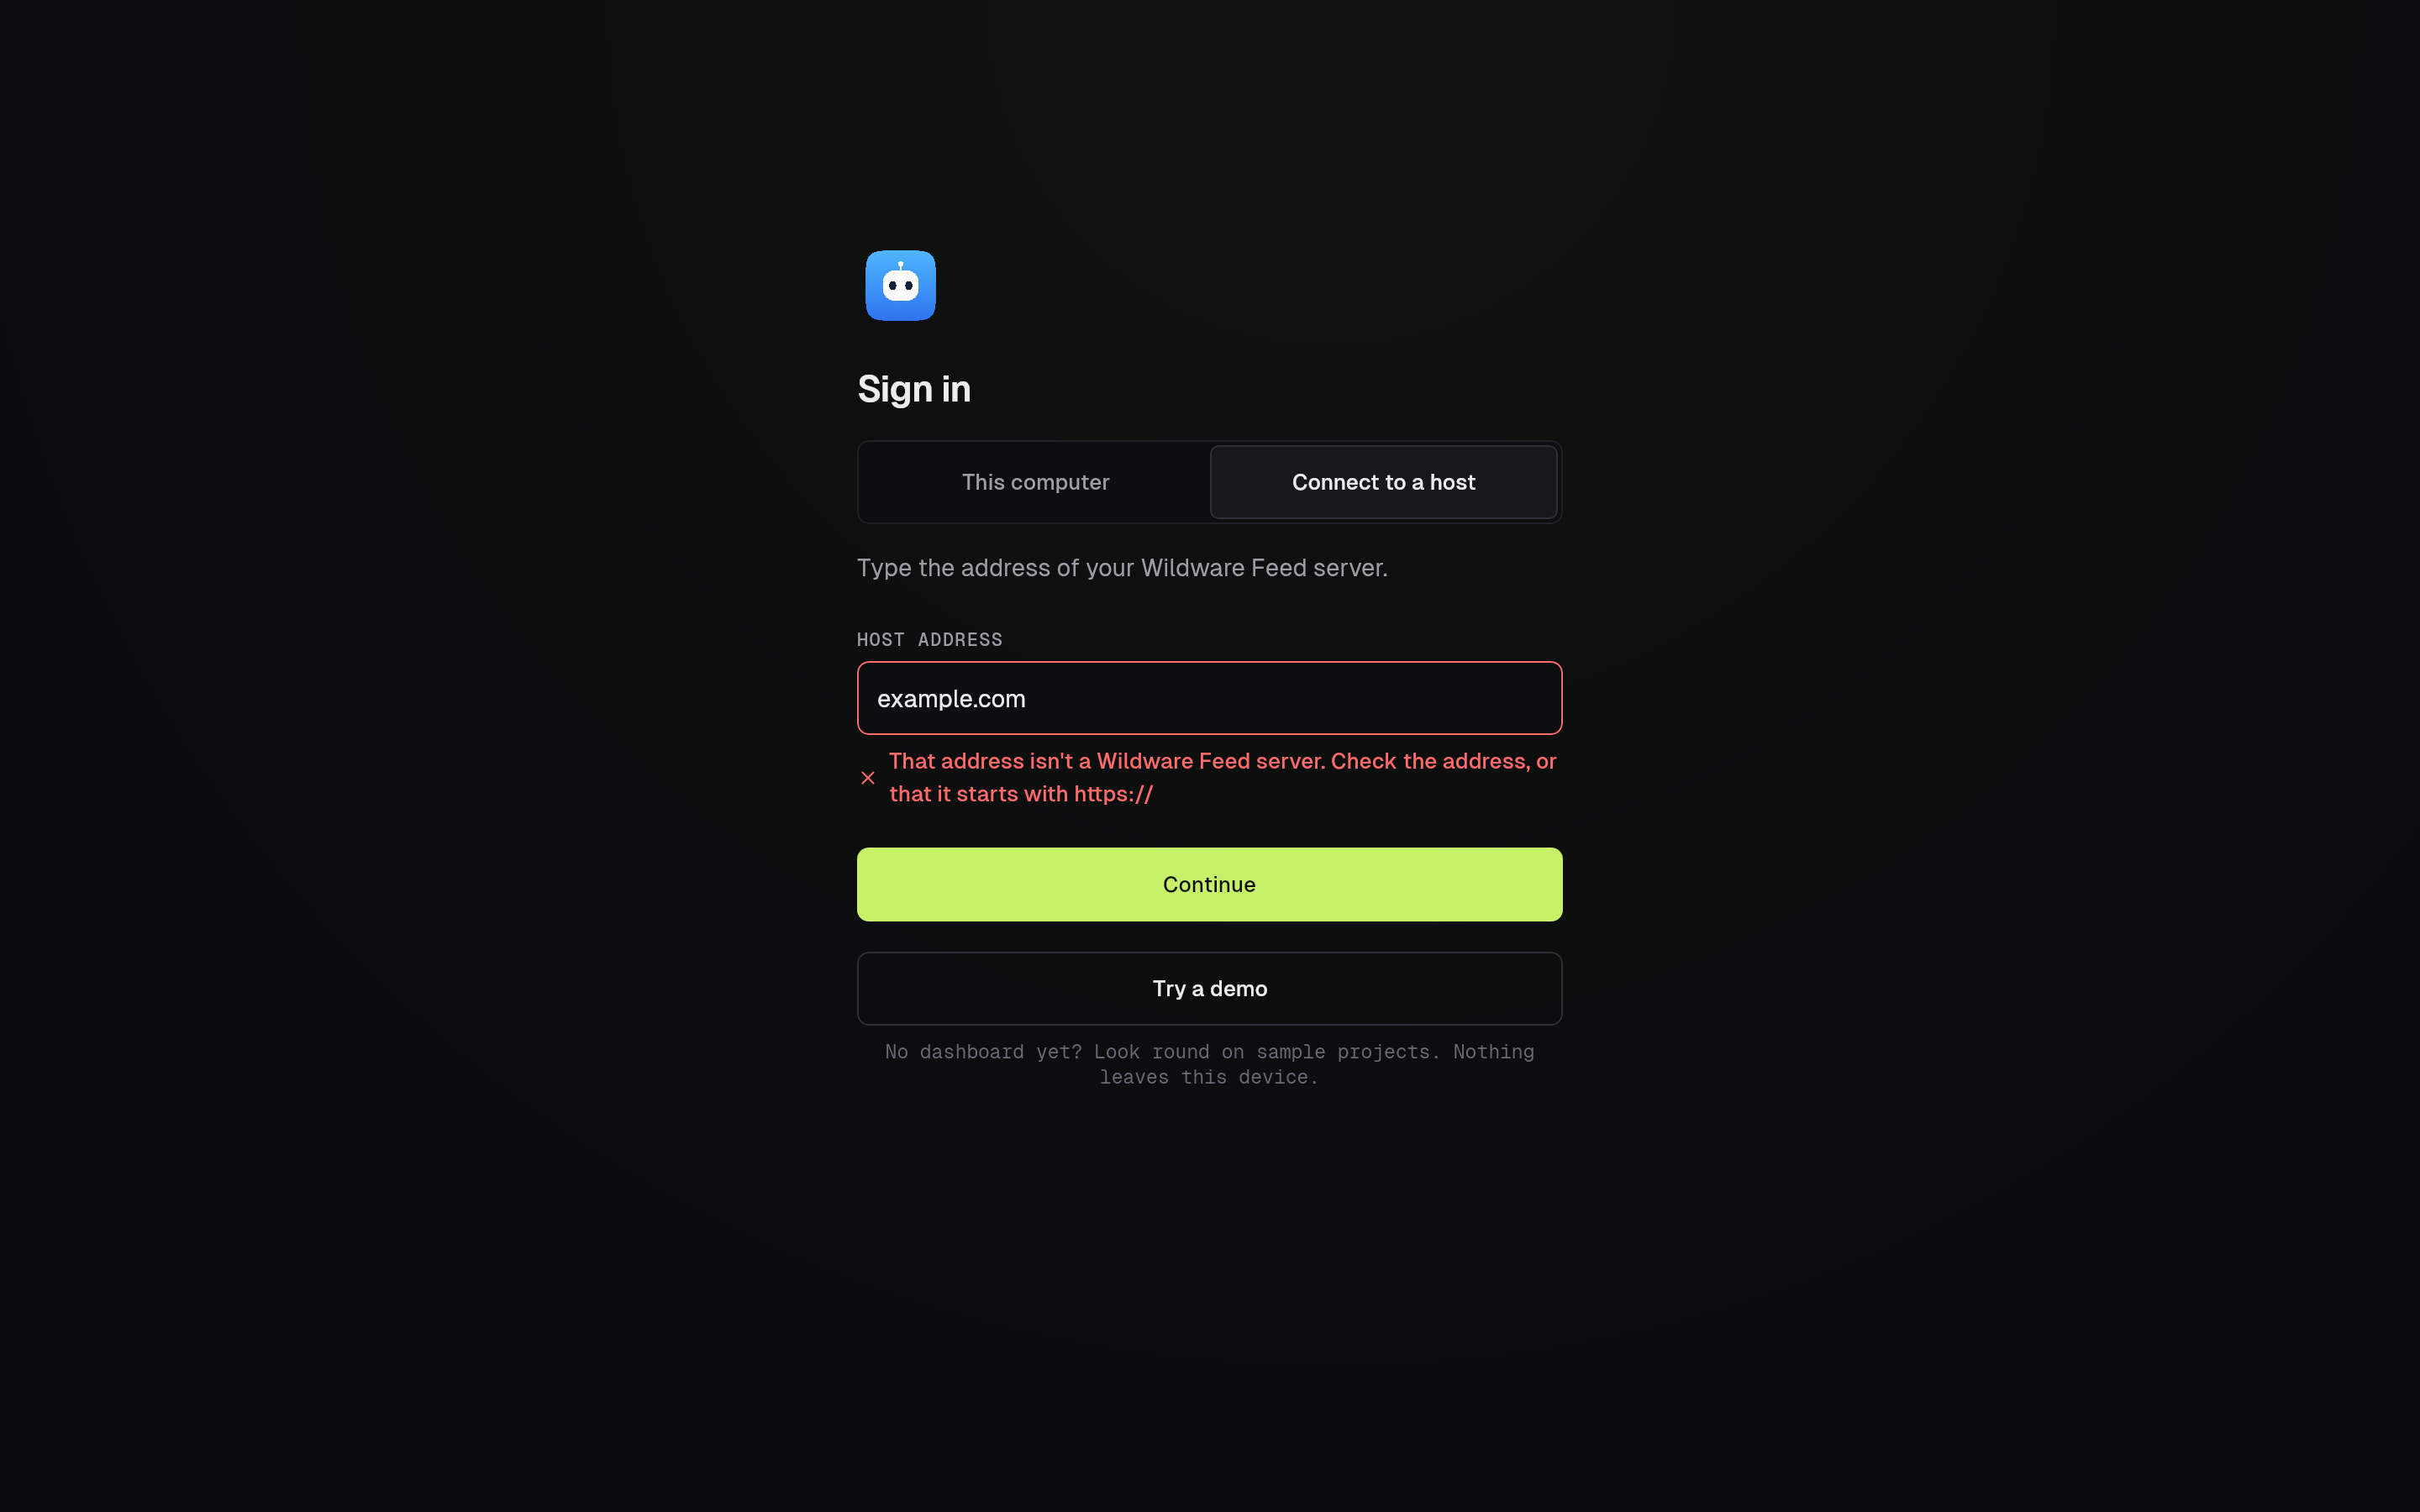 Sign in
This computer
Connect to a host
Type the address of your Wildware Feed server.
HOST ADDRESS
example.com
That address isn't a Wildware Feed server. Check the address, or
that it starts with https://
Continue
Try a demo
No dashboard yet? Look round on sample projects. Nothing
leaves this device.